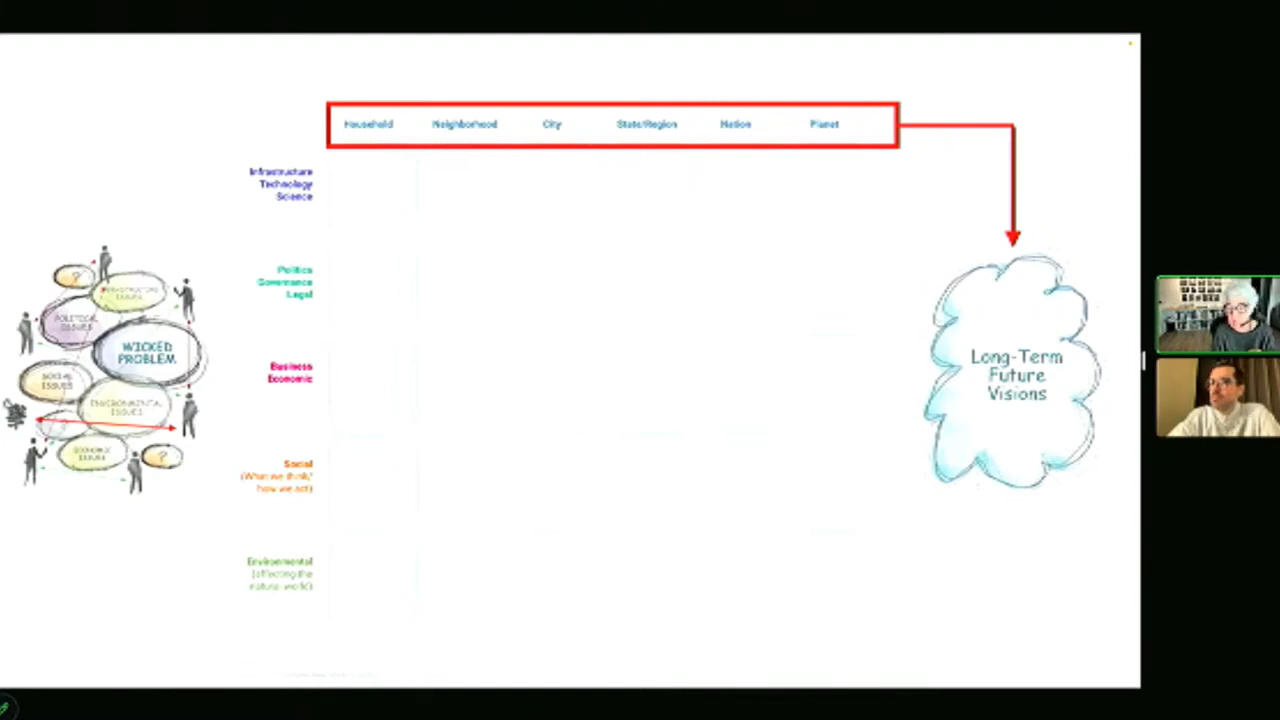 Household Neighborhood City State/Region Nation Planet
Infrastructure
Technology
Science
Politics
Governance
Legal
Business
Economic
Social
(What we think/
how we act)
Environmental
(affecting the
natural world)
?
INFRASTRUCTURE
ISSUES
POLITICAL
ISSUES
WICKED
PROBLEM
SOCIAL
ISSUES
ENVIRONMENTAL
ISSUES
ECONOMIC
ISSUES
?
Long-Term
Future
Visions